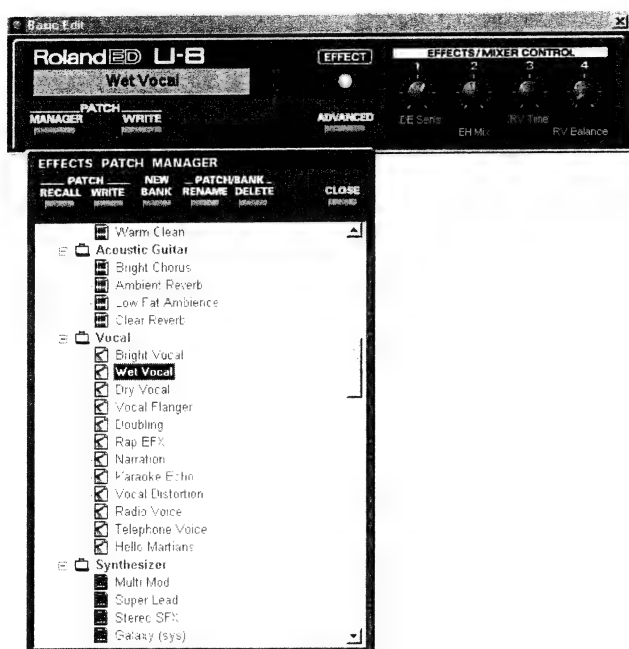 Basic Edit
Roland ED U-8
EFFECT
EFFECTS/MIXER CONTROL
1 2 3 4
Wet Vocal
DE Sens
EH Mix
RV Time
RV Balance
PATCH
MANAGER WRITE
ADVANCED
EFFECTS PATCH MANAGER
PATCH NEW PATCH/BANK
RECALL WRITE BANK RENAME DELETE CLOSE
Warm Clean
Acoustic Guitar
Bright Chorus
Ambient Reverb
Low Fat Ambience
Clear Reverb
Vocal
Bright Vocal
Wet Vocal
Dry Vocal
Vocal Flanger
Doubling
Rap EFX
Narration
Karaoke Echo
Vocal Distortion
Radio Voice
Telephone Voice
Hello Martians
Synthesizer
Multi Mod
Super Lead
Stereo SFX
Galaxy (sys)